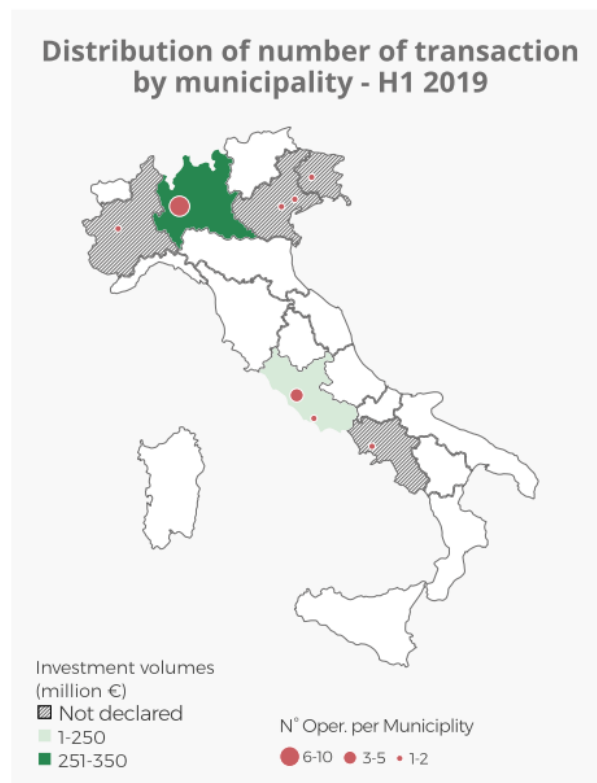 Distribution of number of transaction
by municipality - H1 2019
Investment volumes
(million €)
Not declared
1-250
251-350
N° Oper. per Municiplity
6-10 3-5 1-2